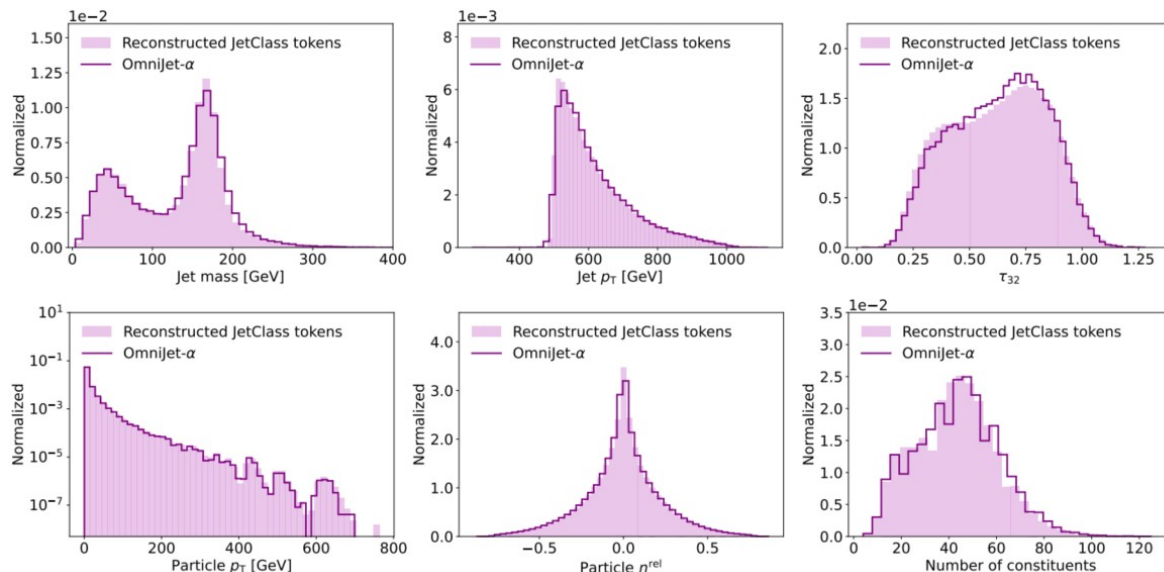 1e−2
1.50
1.25
1.00
0.75
0.50
0.25
0.00
Normalized
Reconstructed JetClass tokens
OmniJet-α
0 100 200 300 400
Jet mass [GeV]
1e−3
8
7
6
5
4
3
2
1
0
Normalized
Reconstructed JetClass tokens
OmniJet-α
400 600 800 1000
Jet pT [GeV]
2.0
1.5
1.0
0.5
0.0
Normalized
Reconstructed JetClass tokens
OmniJet-α
0.00 0.25 0.50 0.75 1.00 1.25
τ32
10¹
10⁻¹
10⁻³
10⁻⁵
10⁻⁷
Normalized
Reconstructed JetClass tokens
OmniJet-α
0 200 400 600 800
Particle pT [GeV]
4.0
3.0
2.0
1.0
0.0
Normalized
Reconstructed JetClass tokens
OmniJet-α
−0.5 0.0 0.5
Particle ηrel
1e−2
3.5
3.0
2.5
2.0
1.5
1.0
0.5
0.0
Normalized
Reconstructed JetClass tokens
OmniJet-α
0 20 40 60 80 100 120
Number of constituents